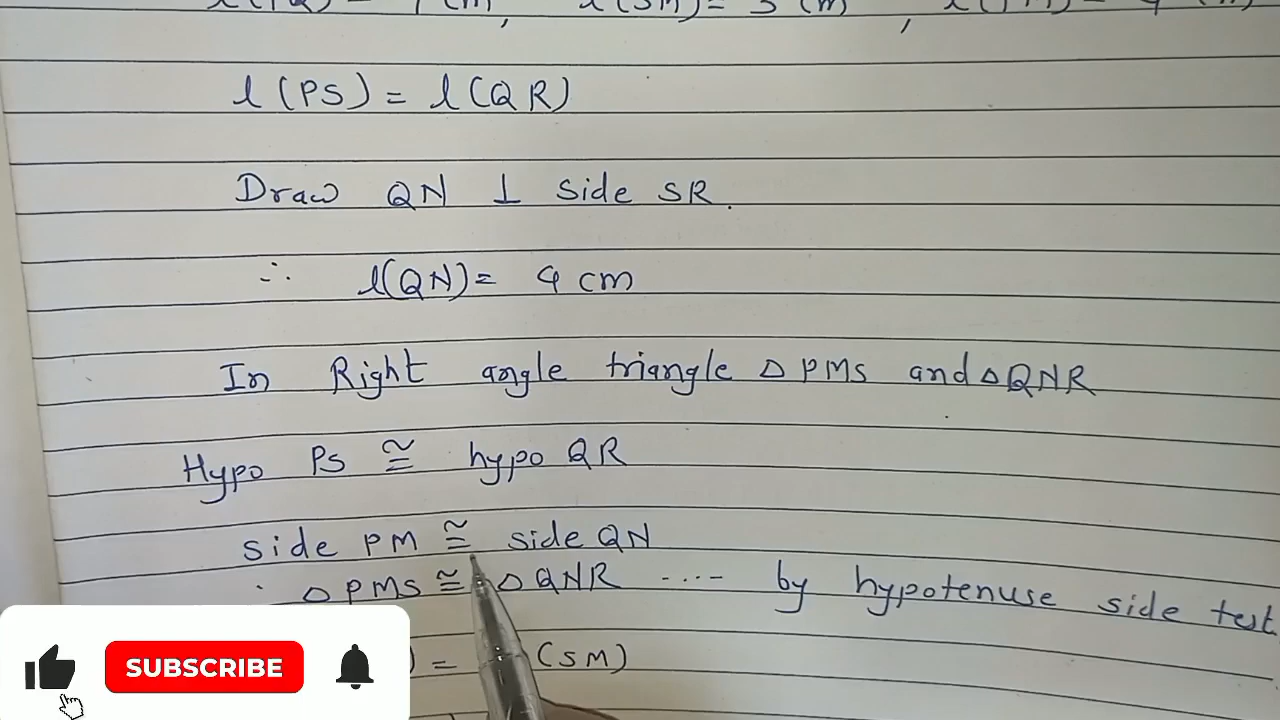 l(PS) = l(QR)
Draw QN ⊥ Side SR.
∴ l(QN) = 4 cm
In Right angle triangle △ PMS and △QNR
Hypo PS ≅ hypo QR
side PM ≅ side QN
△ PMS ≅ △ QNR .... by hypotenuse side test
) = (SM)
SUBSCRIBE